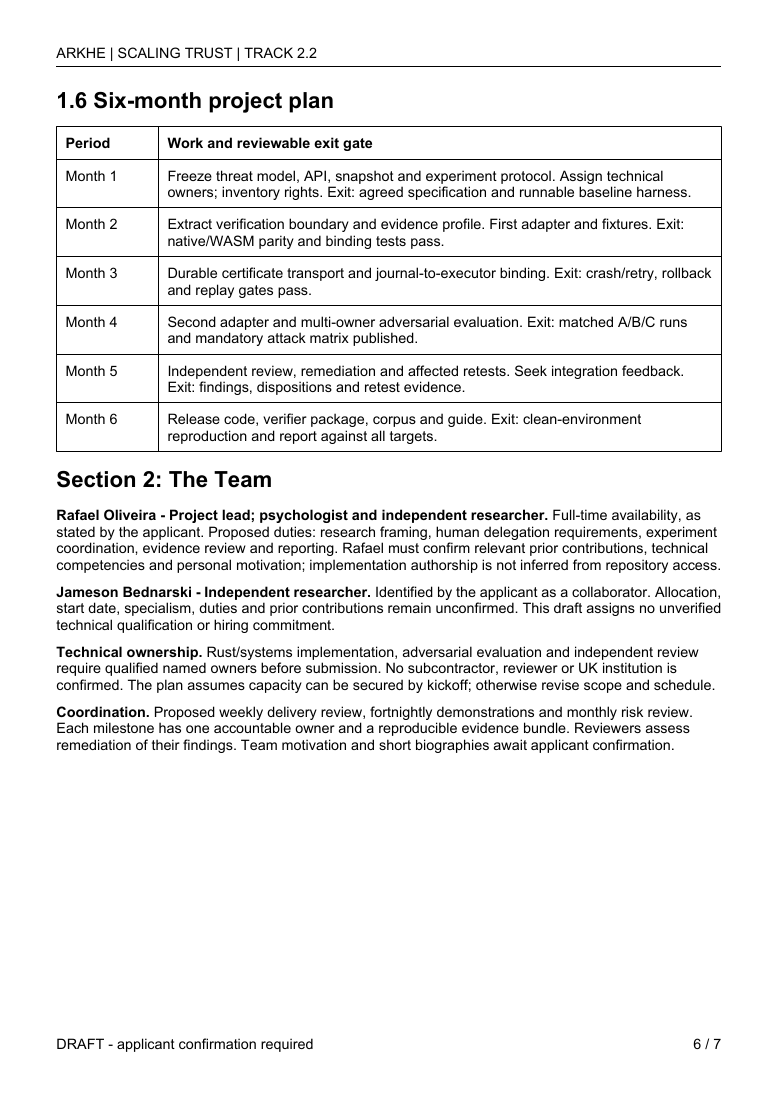 ARKHE | SCALING TRUST | TRACK 2.2
1.6 Six-month project plan
Period Work and reviewable exit gate
Month 1 Freeze threat model, API, snapshot and experiment protocol. Assign technical
owners; inventory rights. Exit: agreed specification and runnable baseline harness.
Month 2 Extract verification boundary and evidence profile. First adapter and fixtures. Exit:
native/WASM parity and binding tests pass.
Month 3 Durable certificate transport and journal-to-executor binding. Exit: crash/retry, rollback
and replay gates pass.
Month 4 Second adapter and multi-owner adversarial evaluation. Exit: matched A/B/C runs
and mandatory attack matrix published.
Month 5 Independent review, remediation and affected retests. Seek integration feedback.
Exit: findings, dispositions and retest evidence.
Month 6 Release code, verifier package, corpus and guide. Exit: clean-environment
reproduction and report against all targets.
Section 2: The Team
Rafael Oliveira - Project lead; psychologist and independent researcher. Full-time availability, as
stated by the applicant. Proposed duties: research framing, human delegation requirements, experiment
coordination, evidence review and reporting. Rafael must confirm relevant prior contributions, technical
competencies and personal motivation; implementation authorship is not inferred from repository access.
Jameson Bednarski - Independent researcher. Identified by the applicant as a collaborator. Allocation,
start date, specialism, duties and prior contributions remain unconfirmed. This draft assigns no unverified
technical qualification or hiring commitment.
Technical ownership. Rust/systems implementation, adversarial evaluation and independent review
require qualified named owners before submission. No subcontractor, reviewer or UK institution is
confirmed. The plan assumes capacity can be secured by kickoff; otherwise revise scope and schedule.
Coordination. Proposed weekly delivery review, fortnightly demonstrations and monthly risk review.
Each milestone has one accountable owner and a reproducible evidence bundle. Reviewers assess
remediation of their findings. Team motivation and short biographies await applicant confirmation.
DRAFT - applicant confirmation required 6 / 7